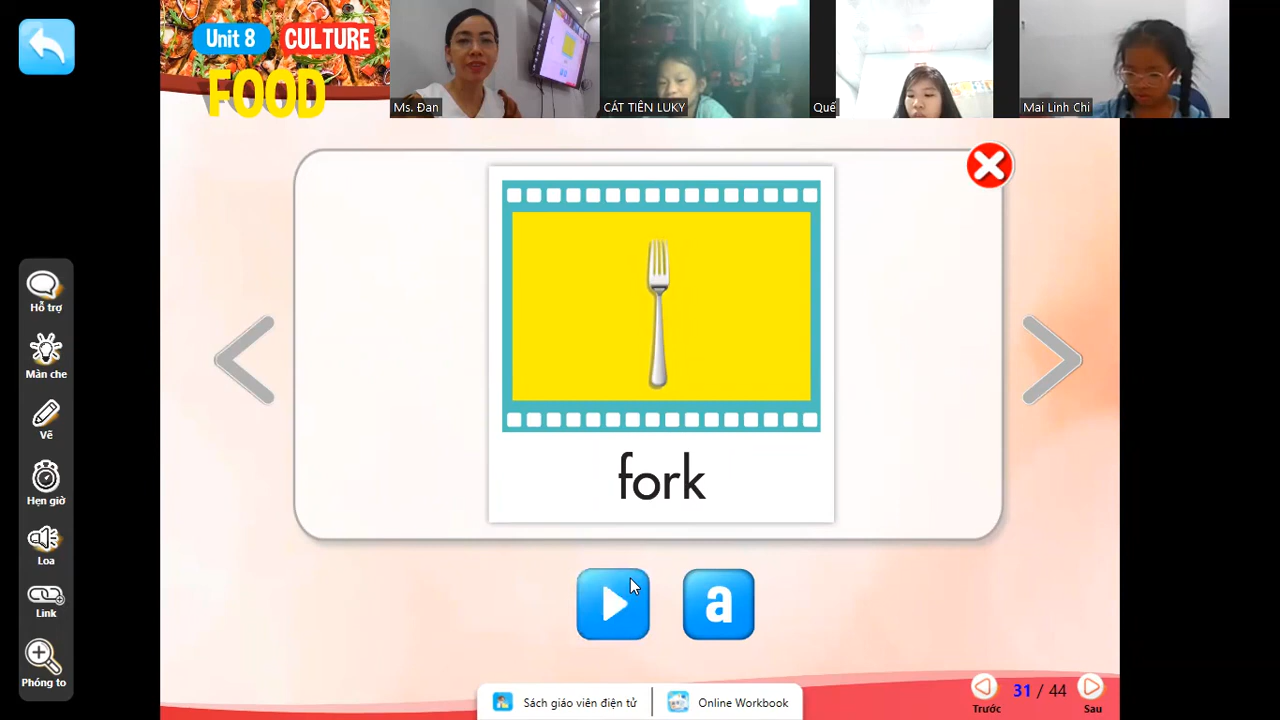 Unit 8 CULTURE
FOOD
Ms. Đan
CÁT TIÊN LUKY
Quế
Mai Linh Chi
fork
a
Hỗ trợ
Màn che
Vẽ
Hẹn giờ
Loa
Link
Phóng to
Sách giáo viên điện tử
Online Workbook
Trước
31 / 44
Sau